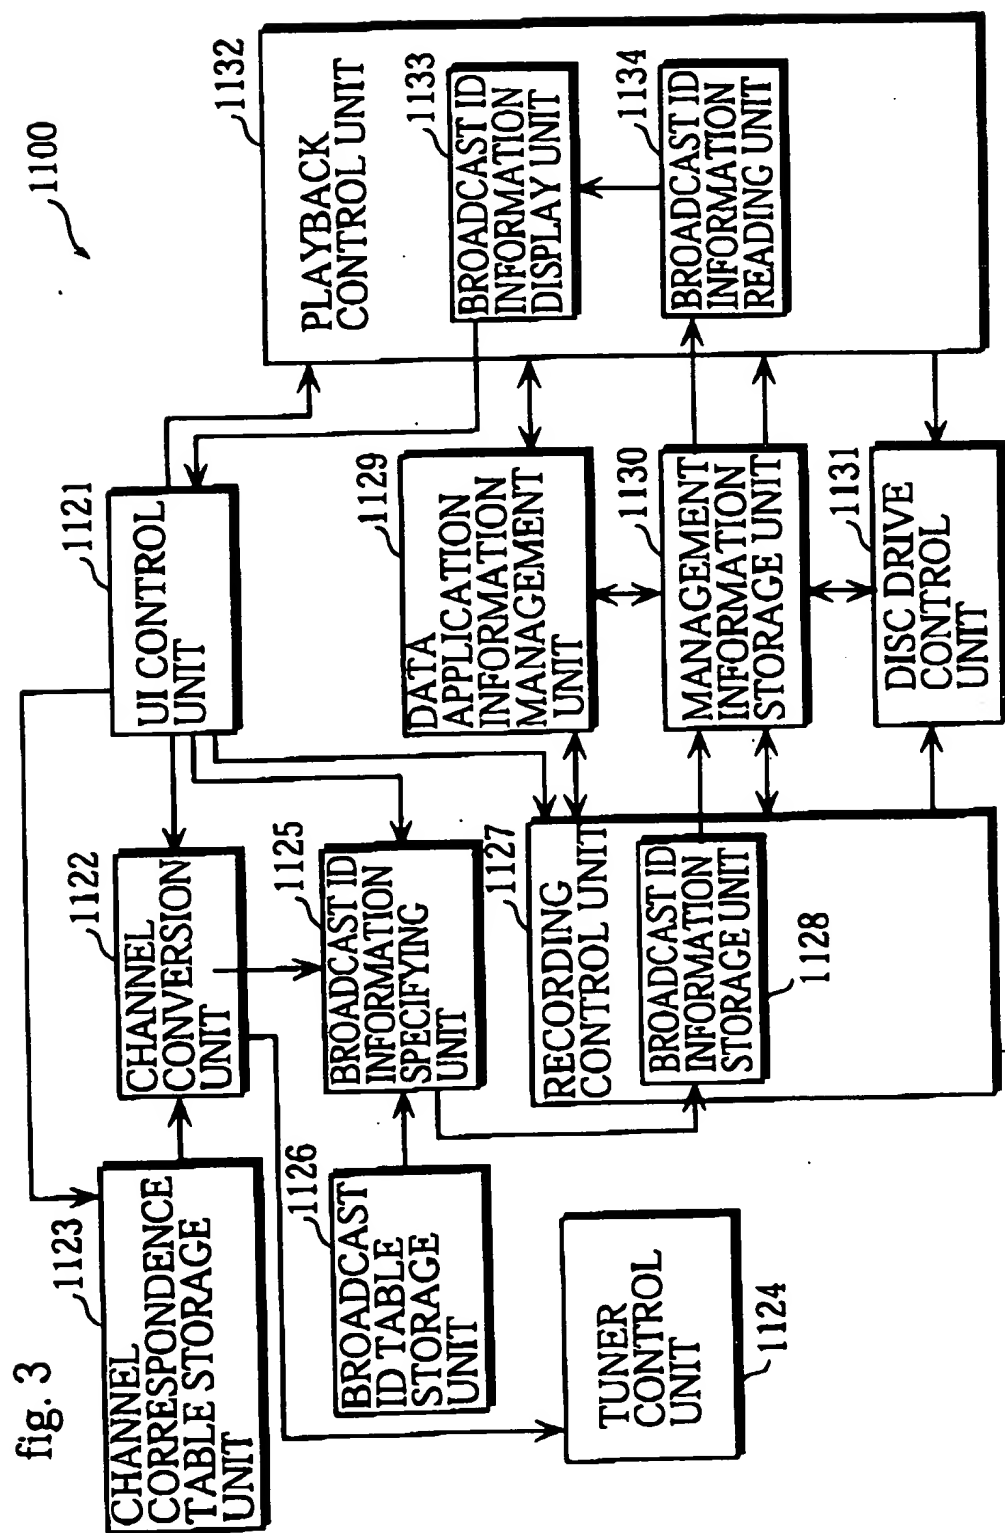 fig. 3
1100
1123
CHANNEL
CORRESPONDENCE
TABLE STORAGE
UNIT
1122
CHANNEL
CONVERSION
UNIT
1121
UI CONTROL
UNIT
1132
PLAYBACK
CONTROL UNIT
1133
BROADCAST ID
INFORMATION
DISPLAY UNIT
1134
BROADCAST ID
INFORMATION
READING UNIT
1126
BROADCAST
ID TABLE
STORAGE
UNIT
1125
BROADCAST ID
INFORMATION
SPECIFYING
UNIT
1129
DATA
APPLICATION
INFORMATION
MANAGEMENT
UNIT
1124
TUNER
CONTROL
UNIT
1127
RECORDING
CONTROL UNIT
BROADCAST ID
INFORMATION
STORAGE UNIT
1128
1130
MANAGEMENT
INFORMATION
STORAGE UNIT
1131
DISC DRIVE
CONTROL
UNIT